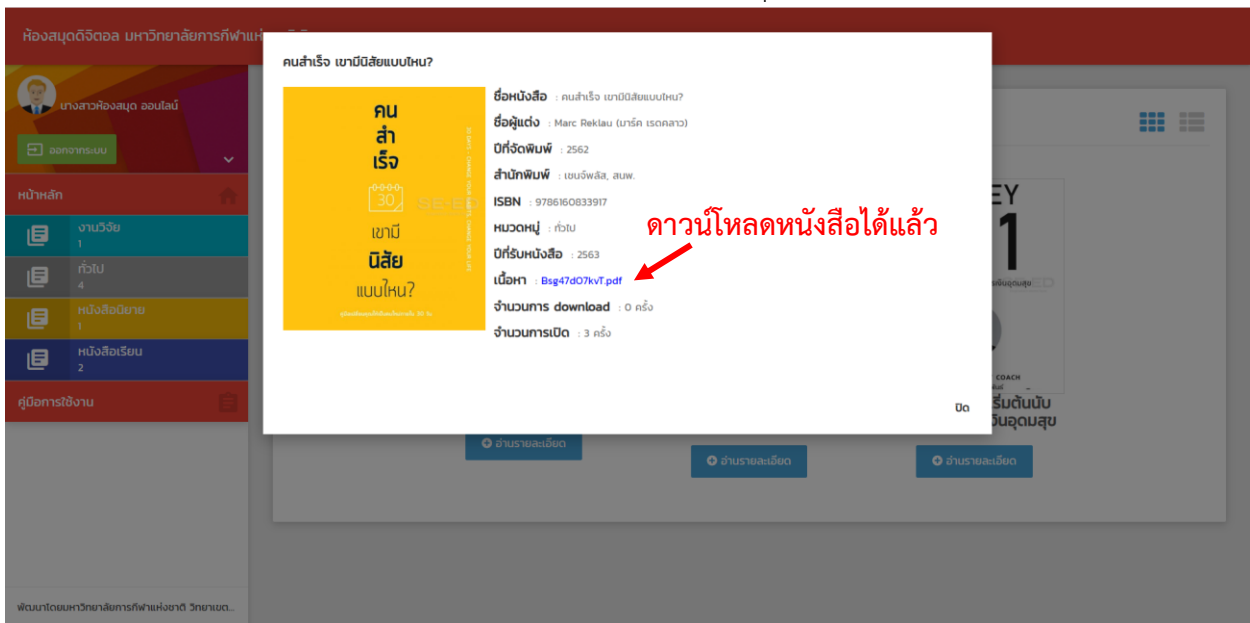 ห้องสมุดดิจิตอล มหาวิทยาลัยการกีฬาแห่
นางสาวห้องสมุด ออนไลน์
ออกจากระบบ
หน้าหลัก
งานวิจัย
1
ทั่วไป
4
หนังสือนิยาย
1
หนังสือเรียน
2
คู่มือการใช้งาน
พัฒนาโดยมหาวิทยาลัยการกีฬาแห่งชาติ วิทยาเขต...
คนสำเร็จ เขามีนิสัยแบบไหน?
คน
สำ
เร็จ
30
เขามี
นิสัย
แบบไหน?
SE-ED
ชื่อหนังสือ : คนสำเร็จ เขามีนิสัยแบบไหน?
ชื่อผู้แต่ง : Marc Reklau (มาร์ค เรคคลาว)
ปีที่จัดพิมพ์ : 2562
สำนักพิมพ์ : เชนจ์พลัส, สนพ.
ISBN : 9786160833917
หมวดหมู่ : ทั่วไป
ปีที่รับหนังสือ : 2563
เนื้อหา : Bsg47dO7kvT.pdf
จำนวนการ download : 0 ครั้ง
จำนวนการเปิด : 3 ครั้ง
ดาวน์โหลดหนังสือได้แล้ว
ปิด
EY
1
COACH
ริ่มต้นนับ
วินอุดมสุข
อ่านรายละเอียด
อ่านรายละเอียด
อ่านรายละเอียด